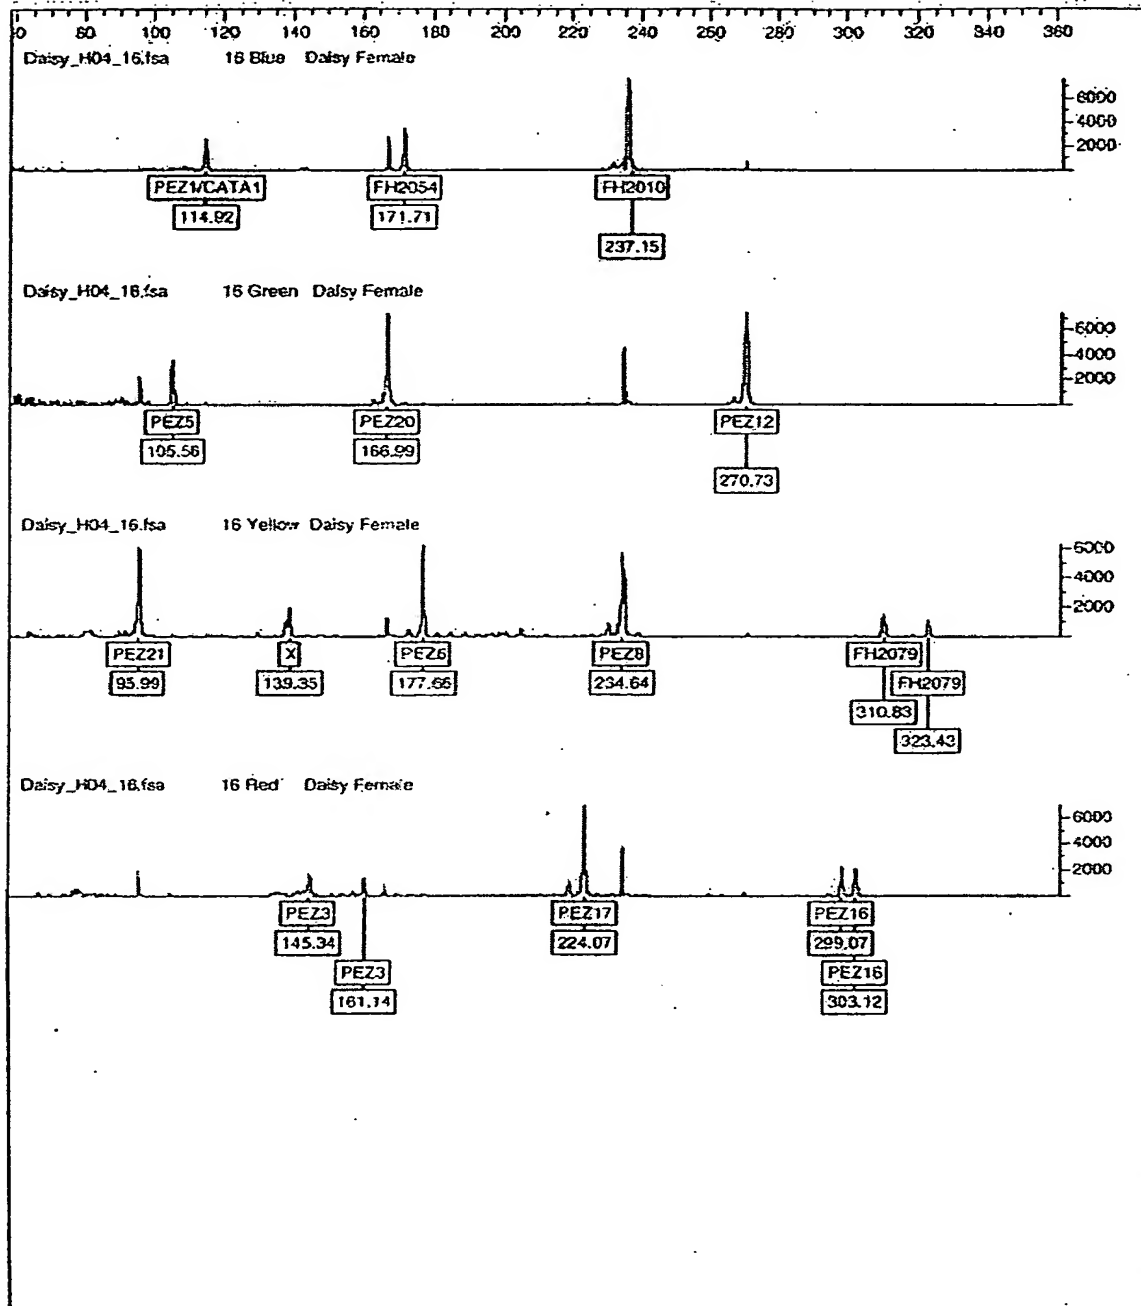 60 80 100 120 140 160 180 200 220 240 260 280 300 320 340 360
Daisy_H04_16.fsa 16 Blue Daisy Female
6000
4000
2000
PEZ1/CATA1 FH2054 FH2010
114.92 171.71
237.15
Daisy_H04_16.fsa 16 Green Daisy Female
6000
4000
2000
PEZ5 PEZ20 PEZ12
105.56 166.99
270.73
Daisy_H04_16.fsa 16 Yellow Daisy Female
6000
4000
2000
PEZ21 X PEZ6 PEZ8 FH2079
95.99 139.35 177.66 234.64 FH2079
310.83
323.43
Daisy_H04_16.fsa 16 Red Daisy Female
6000
4000
2000
PEZ3 PEZ17 PEZ16
145.34 224.07 299.07
PEZ3 PEZ16
161.14 303.12